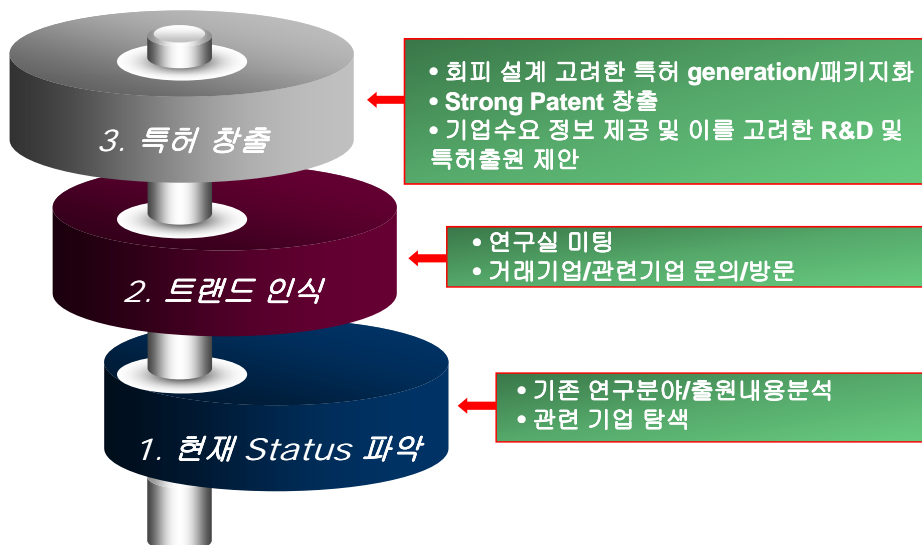 3. 특허 창출
• 회피 설계 고려한 특허 generation/패키지화
• Strong Patent 창출
• 기업수요 정보 제공 및 이를 고려한 R&D 및
특허출원 제안
2. 트랜드 인식
• 연구실 미팅
• 거래기업/관련기업 문의/방문
1. 현재 Status 파악
• 기존 연구분야/출원내용분석
• 관련 기업 탐색